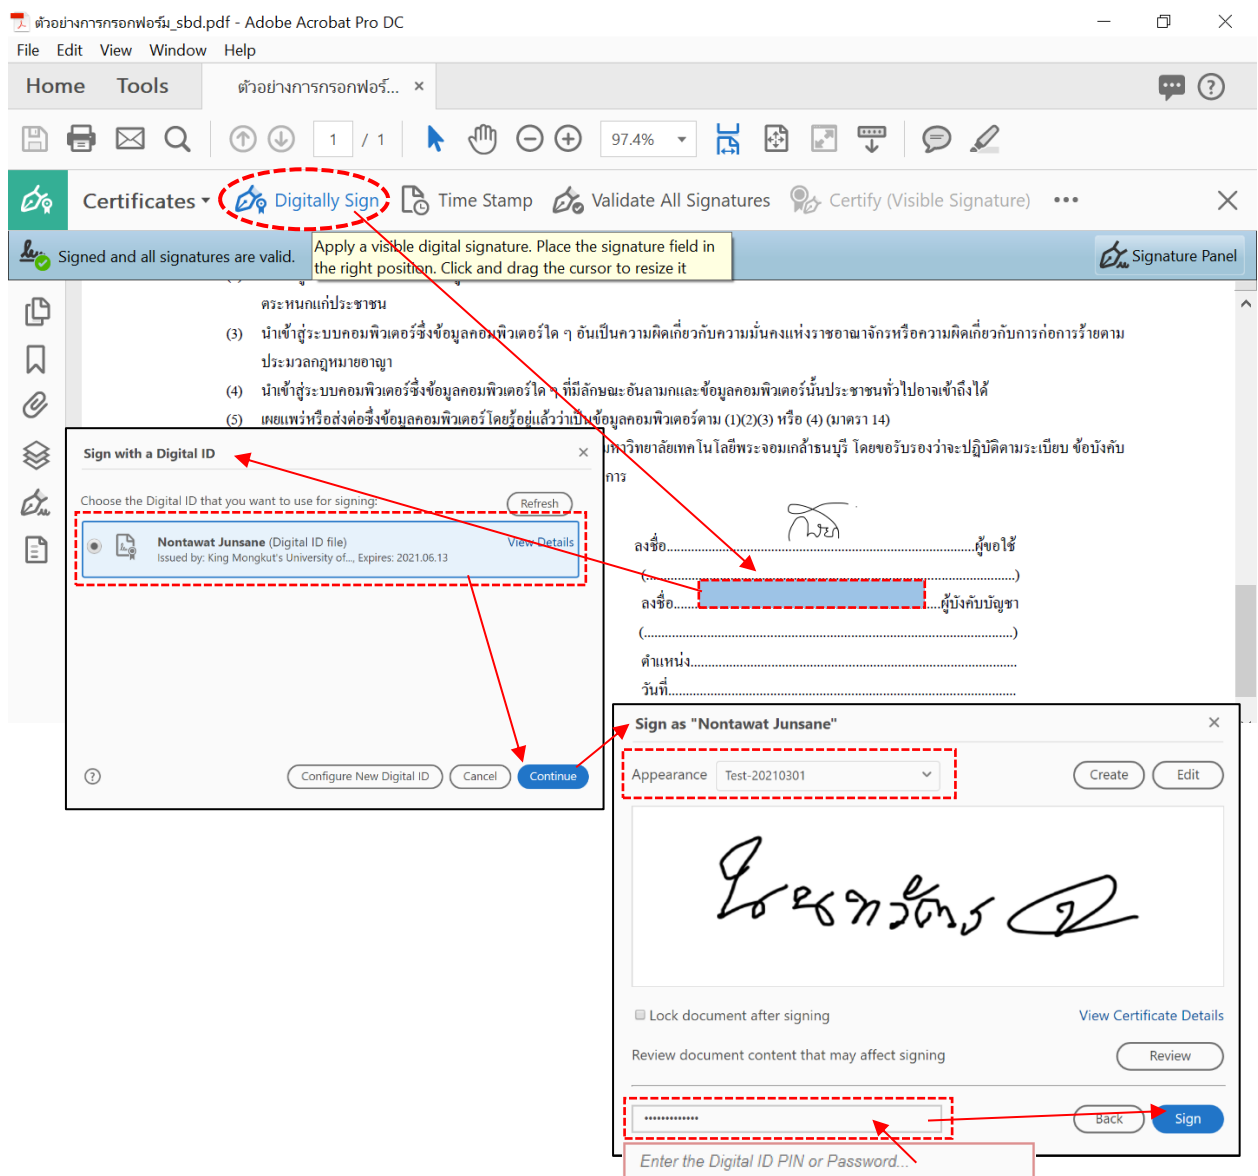 ตัวอย่างการกรอกฟอร์ม_sbd.pdf - Adobe Acrobat Pro DC
File Edit View Window Help
Home Tools ตัวอย่างการกรอกฟอร์... ×
1 / 1 97.4%
Certificates Digitally Sign Time Stamp Validate All Signatures Certify (Visible Signature) •••
Signed and all signatures are valid.
Apply a visible digital signature. Place the signature field in
the right position. Click and drag the cursor to resize it
Signature Panel
ตระหนกแก่ประชาชน
(3) นำเข้าสู่ระบบคอมพิวเตอร์ซึ่งข้อมูลคอมพิวเตอร์ใด ๆ อันเป็นความผิดเกี่ยวกับความมั่นคงแห่งราชอาณาจักรหรือความผิดเกี่ยวกับการก่อการร้ายตาม
ประมวลกฎหมายอาญา
(4) นำเข้าสู่ระบบคอมพิวเตอร์ซึ่งข้อมูลคอมพิวเตอร์ใด ๆ ที่มีลักษณะอันลามกและข้อมูลคอมพิวเตอร์นั้นประชาชนทั่วไปอาจเข้าถึงได้
(5) เผยแพร่หรือส่งต่อซึ่งข้อมูลคอมพิวเตอร์โดยรู้อยู่แล้วว่าเป็นข้อมูลคอมพิวเตอร์ตาม (1)(2)(3) หรือ (4) (มาตรา 14)
มหาวิทยาลัยเทคโนโลยีพระจอมเกล้าธนบุรี โดยขอรับรองว่าจะปฏิบัติตามระเบียบ ข้อบังคับ
การ
ลงชื่อ..........ผู้ขอใช้
(..........)
ลงชื่อ..........ผู้บังคับบัญชา
(..........)
ตำแหน่ง..........
วันที่..........
Sign with a Digital ID
Choose the Digital ID that you want to use for signing:
Refresh
Nontawat Junsane (Digital ID file)
View Details
Issued by: King Mongkut's University of..., Expires: 2021.06.13
Configure New Digital ID Cancel Continue
Sign as "Nontawat Junsane"
Appearance Test-20210301 Create Edit
Lock document after signing
View Certificate Details
Review document content that may affect signing
Review
Back Sign
Enter the Digital ID PIN or Password...